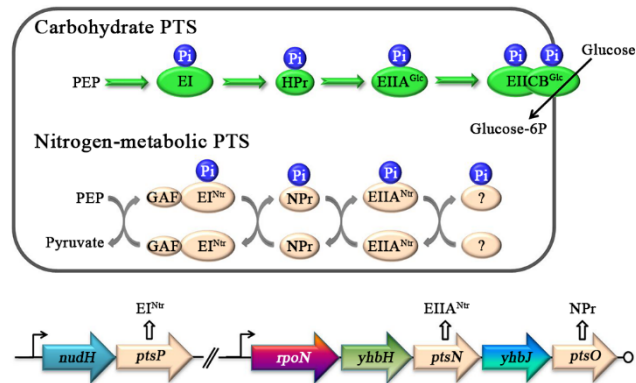 Carbohydrate PTS
Pi Pi Pi Pi Pi Glucose
PEP EI HPr EIIA^Glc EIICB^Glc
Glucose-6P
Nitrogen-metabolic PTS
Pi Pi Pi Pi
PEP GAF EI^Ntr NPr EIIA^Ntr ?
Pyruvate GAF EI^Ntr NPr EIIA^Ntr ?
EI^Ntr EIIA^Ntr NPr
nudH ptsP // rpoN yhbH ptsN yhbJ ptsO